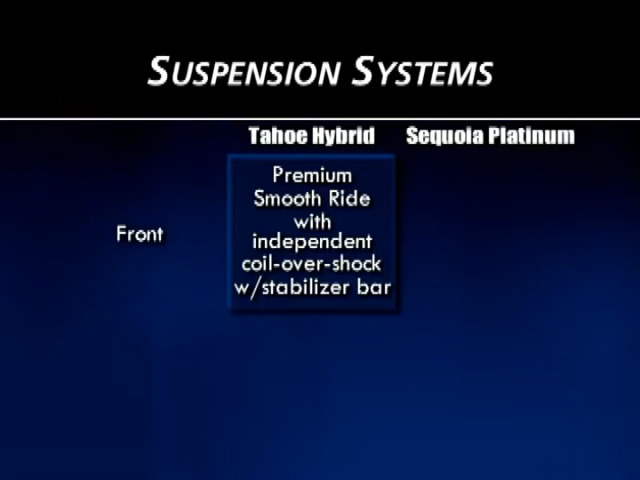 SUSPENSION SYSTEMS
Tahoe Hybrid Sequoia Platinum
Front
Premium
Smooth Ride
with
independent
coil-over-shock
w/stabilizer bar